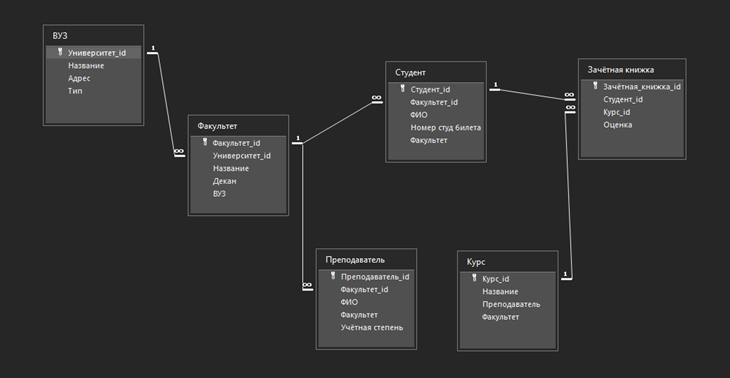 ВУЗ
Университет_id
Название
Адрес
Тип
1
∞
Факультет
Факультет_id
Университет_id
Название
Декан
ВУЗ
1
∞
Студент
Студент_id
Факультет_id
ФИО
Номер студ билета
Факультет
1
∞
∞
Зачётная книжка
Зачётная_книжка_id
Студент_id
Курс_id
Оценка
∞
Преподаватель
Преподаватель_id
Факультет_id
ФИО
Факультет
Учётная степень
Курс
Курс_id
Название
Преподаватель
Факультет
1